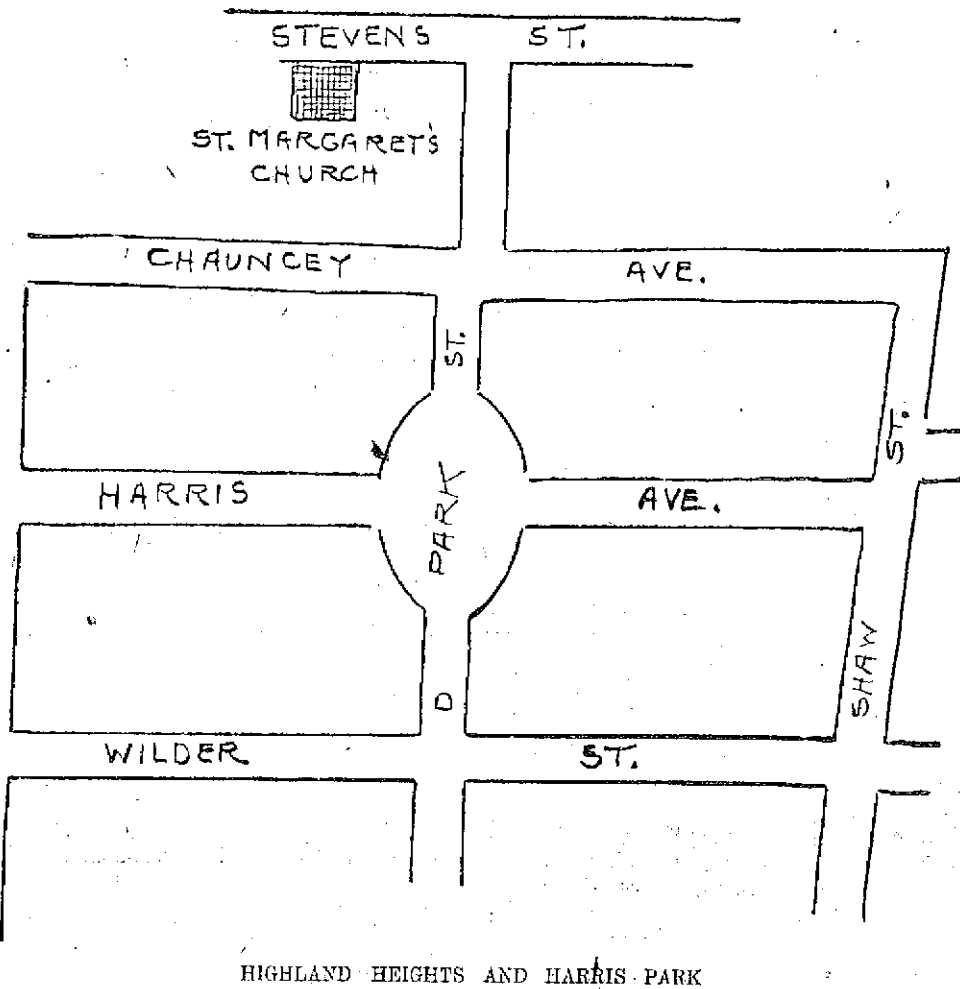 STEVENS ST.
ST. MARGARET'S
CHURCH
CHAUNCEY AVE.
ST.
ST.
HARRIS AVE.
PARK
SHAW
D
WILDER ST.
HIGHLAND HEIGHTS AND HARRIS PARK